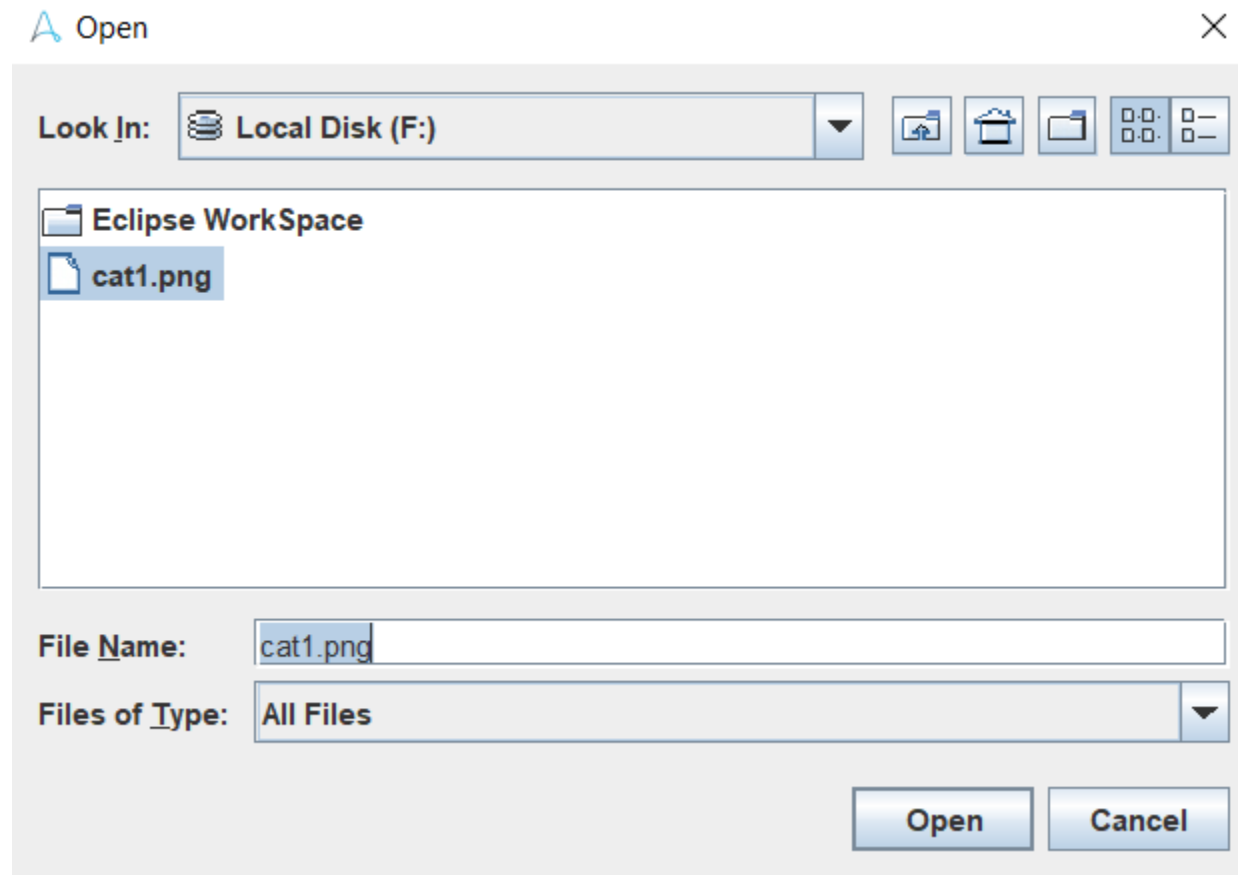 Open
Look In: Local Disk (F:)
Eclipse WorkSpace
cat1.png
File Name: cat1.png
Files of Type: All Files
Open Cancel